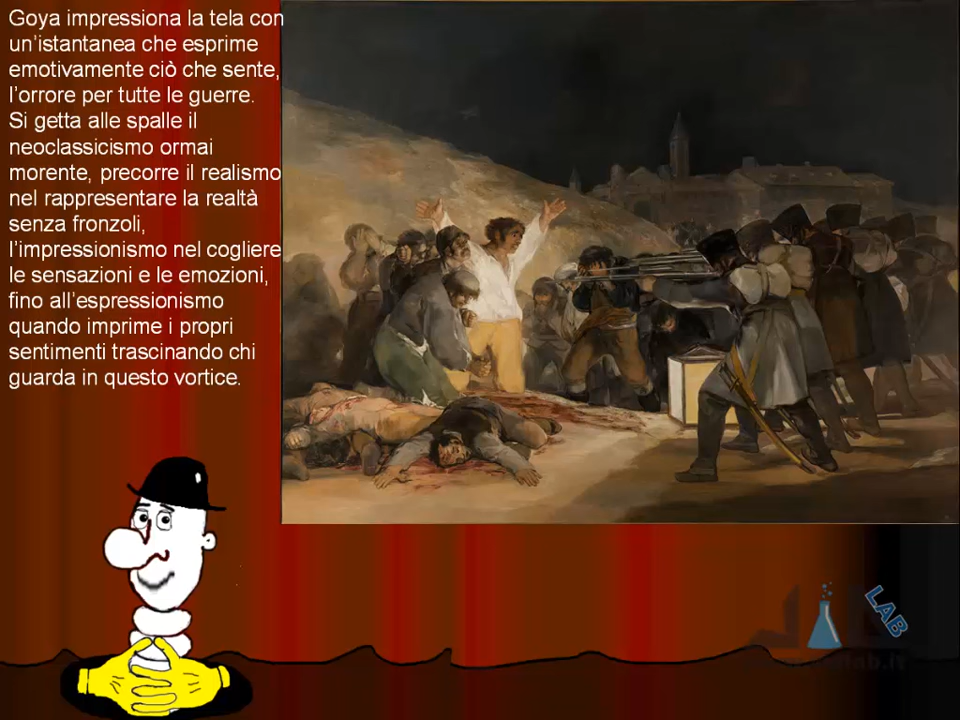 Goya impressiona la tela con
un'istantanea che esprime
emotivamente ciò che sente,
l'orrore per tutte le guerre.
Si getta alle spalle il
neoclassicismo ormai
morente, precorre il realismo
nel rappresentare la realtà
senza fronzoli,
l'impressionismo nel cogliere
le sensazioni e le emozioni,
fino all'espressionismo
quando imprime i propri
sentimenti trascinando chi
guarda in questo vortice.
LAB